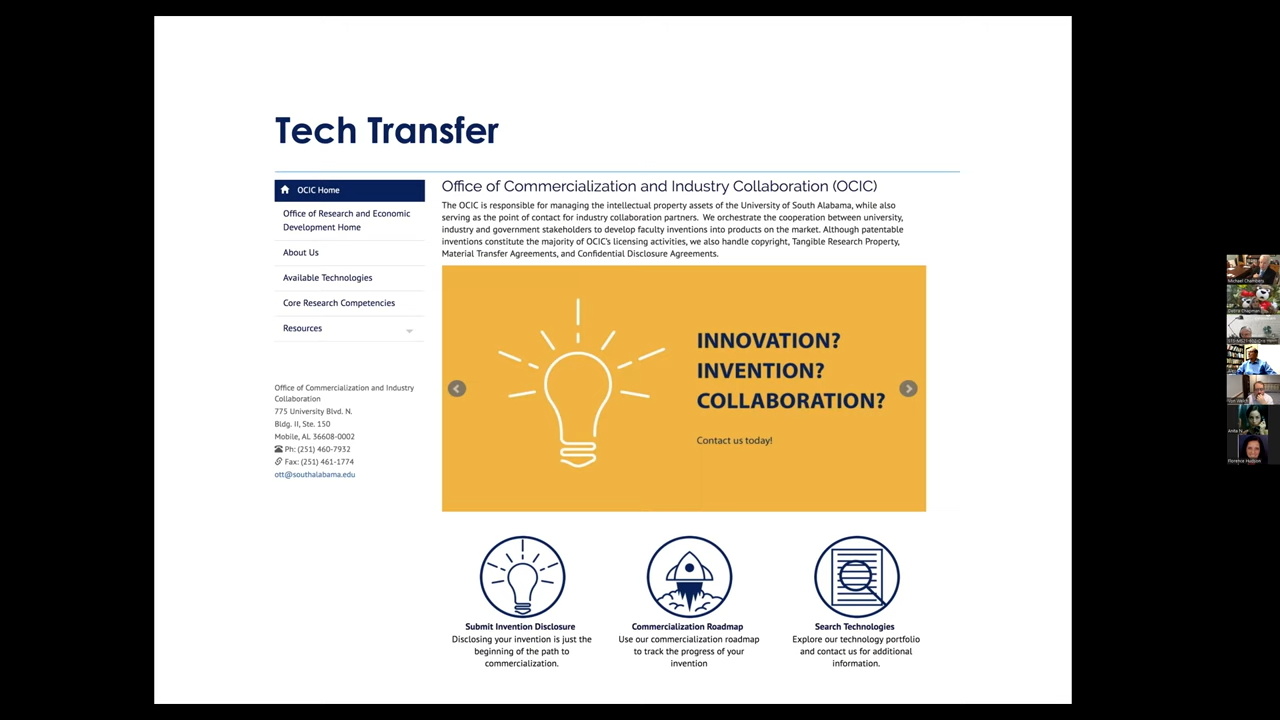 Tech Transfer
OCIC Home
Office of Research and Economic
Development Home
About Us
Available Technologies
Core Research Competencies
Resources
Office of Commercialization and Industry
Collaboration
775 University Blvd. N.
Bldg. II, Ste. 150
Mobile, AL 36608-0002
Ph: (251) 460-7932
Fax: (251) 461-1774
ott@southalabama.edu
Office of Commercialization and Industry Collaboration (OCIC)
The OCIC is responsible for managing the intellectual property assets of the University of South Alabama, while also
serving as the point of contact for industry collaboration partners. We orchestrate the cooperation between university,
industry and government stakeholders to develop faculty inventions into products on the market. Although patentable
inventions constitute the majority of OCIC's licensing activities, we also handle copyright, Tangible Research Property,
Material Transfer Agreements, and Confidential Disclosure Agreements.
INNOVATION?
INVENTION?
COLLABORATION?
Contact us today!
Submit Invention Disclosure
Disclosing your invention is just the
beginning of the path to
commercialization.
Commercialization Roadmap
Use our commercialization roadmap
to track the progress of your
invention
Search Technologies
Explore our technology portfolio
and contact us for additional
information.
Michael Chambers
Florence Hudson